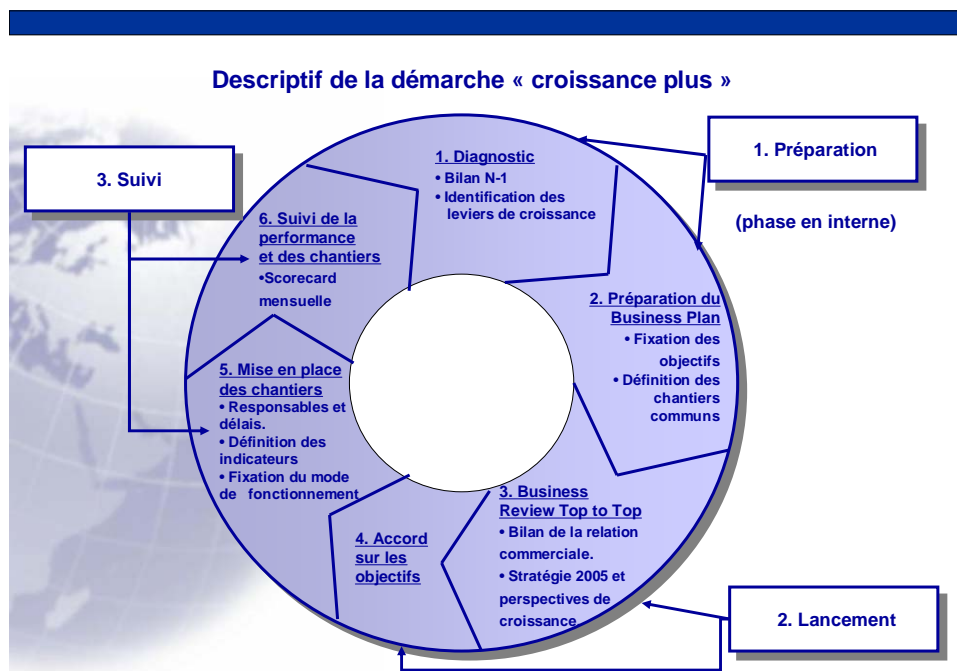 Descriptif de la démarche « croissance plus »
1. Préparation
(phase en interne)
3. Suivi
1. Diagnostic
• Bilan N-1
• Identification des
leviers de croissance
2. Préparation du
Business Plan
• Fixation des
objectifs
• Définition des
chantiers
communs
3. Business
Review Top to Top
• Bilan de la relation
commerciale.
• Stratégie 2005 et
perspectives de
croissance
4. Accord
sur les
objectifs
5. Mise en place
des chantiers
• Responsables et
délais.
• Définition des
indicateurs
• Fixation du mode
de fonctionnement
6. Suivi de la
performance
et des chantiers
•Scorecard
mensuelle
2. Lancement